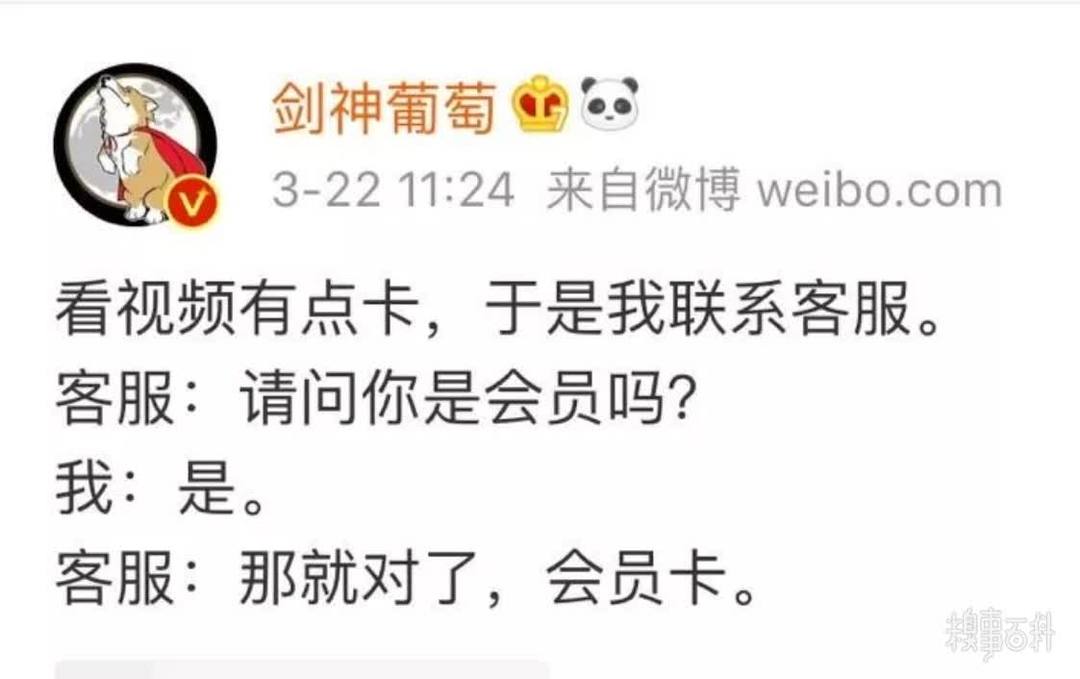 剑神葡萄
3-22 11:24 来自微博 weibo.com
看视频有点卡，于是我联系客服。
客服：请问你是会员吗？
我：是。
客服：那就对了，会员卡。
糗事百科